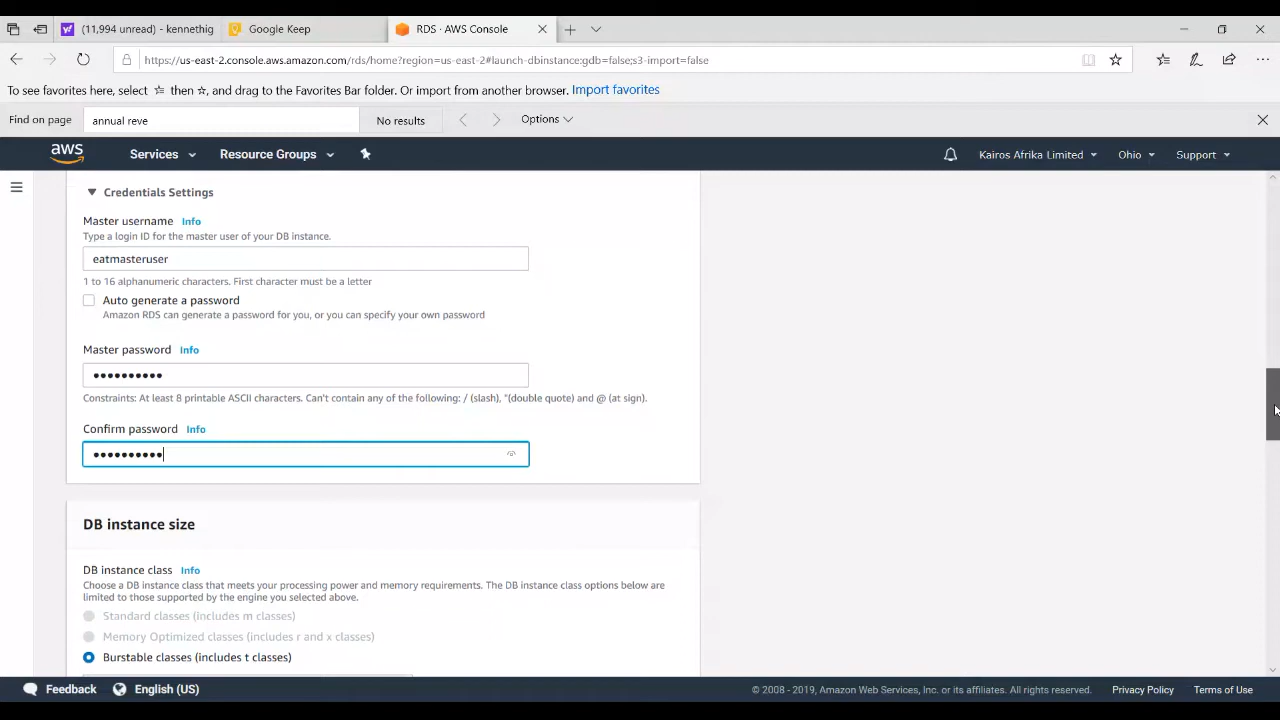 (11,994 unread) - kennethig
Google Keep
RDS · AWS Console
https://us-east-2.console.aws.amazon.com/rds/home?region=us-east-2#launch-dbinstance:gdb=false;s3-import=false
To see favorites here, select ☆ then ☆, and drag to the Favorites Bar folder. Or import from another browser. Import favorites
Find on page
annual reve
No results
Options
aws
Services
Resource Groups
Kairos Afrika Limited
Ohio
Support
Credentials Settings
Master username Info
Type a login ID for the master user of your DB instance.
eatmasteruser
1 to 16 alphanumeric characters. First character must be a letter
Auto generate a password
Amazon RDS can generate a password for you, or you can specify your own password
Master password Info
••••••••••
Constraints: At least 8 printable ASCII characters. Can't contain any of the following: / (slash), "(double quote) and @ (at sign).
Confirm password Info
••••••••••
DB instance size
DB instance class Info
Choose a DB instance class that meets your processing power and memory requirements. The DB instance class options below are
limited to those supported by the engine you selected above.
Standard classes (includes m classes)
Memory Optimized classes (includes r and x classes)
Burstable classes (includes t classes)
Feedback
English (US)
© 2008 - 2019, Amazon Web Services, Inc. or its affiliates. All rights reserved.
Privacy Policy
Terms of Use